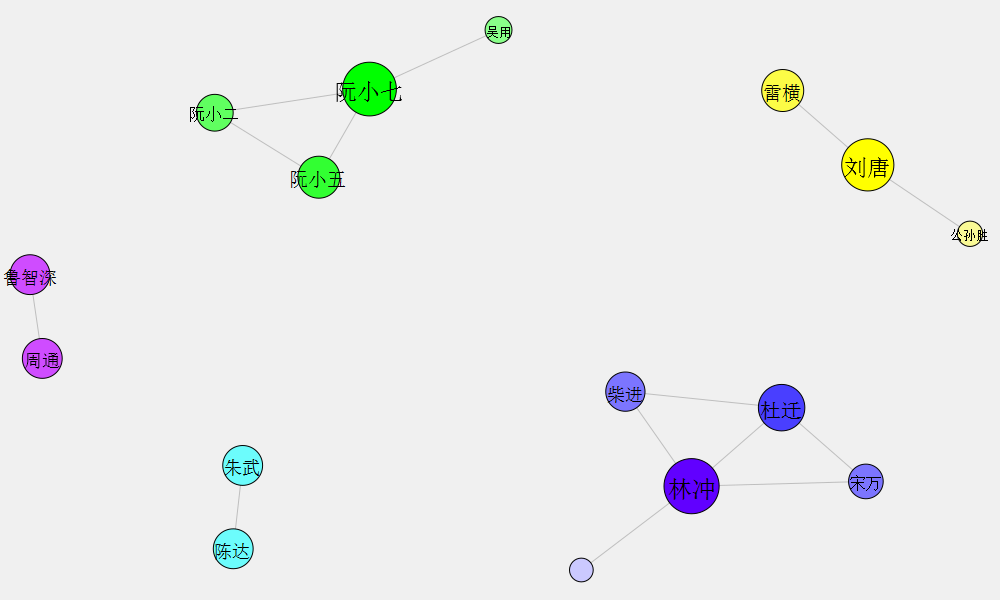 吴用
阮小七
雷横
阮小二
刘唐
阮小五
公孙胜
鲁智深
周通
柴进
杜迁
朱武
宋万
林冲
陈达